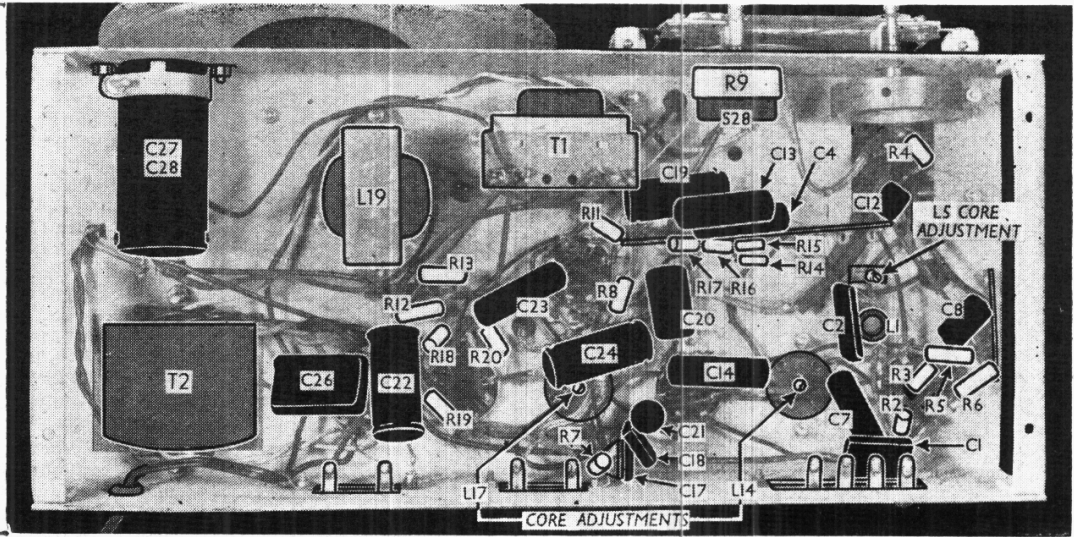 R9
S28
T1
C27
C28
C19
C13
C4
R4
L19
C12
L5 CORE
ADJUSTMENT
R11
R15
R14
R13
R17
R16
R12
C23
R8
C20
C2
L1
C8
R18
R20
C24
T2
C26
C22
C14
R3
R5
R6
C7
R2
R19
C21
R7
C18
C1
L17
C17
L14
CORE ADJUSTMENTS